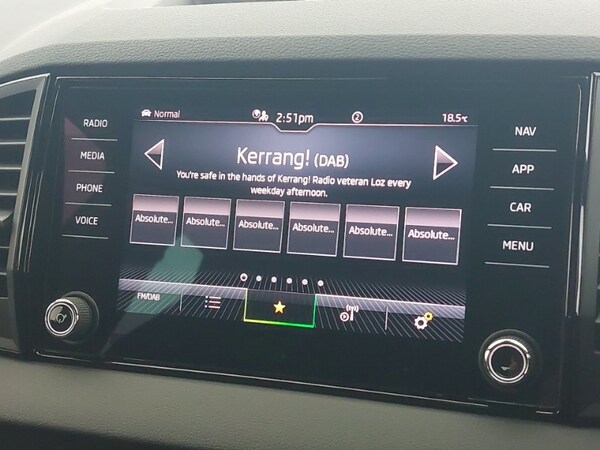 RADIO
MEDIA
PHONE
VOICE
Normal
2:51pm
2
18.5°C
Kerrang! (DAB)
You're safe in the hands of Kerrang! Radio veteran Loz every
weekday afternoon.
Absolute... Absolute... Absolute... Absolute... Absolute... Absolute...
FM/DAB
NAV
APP
CAR
MENU